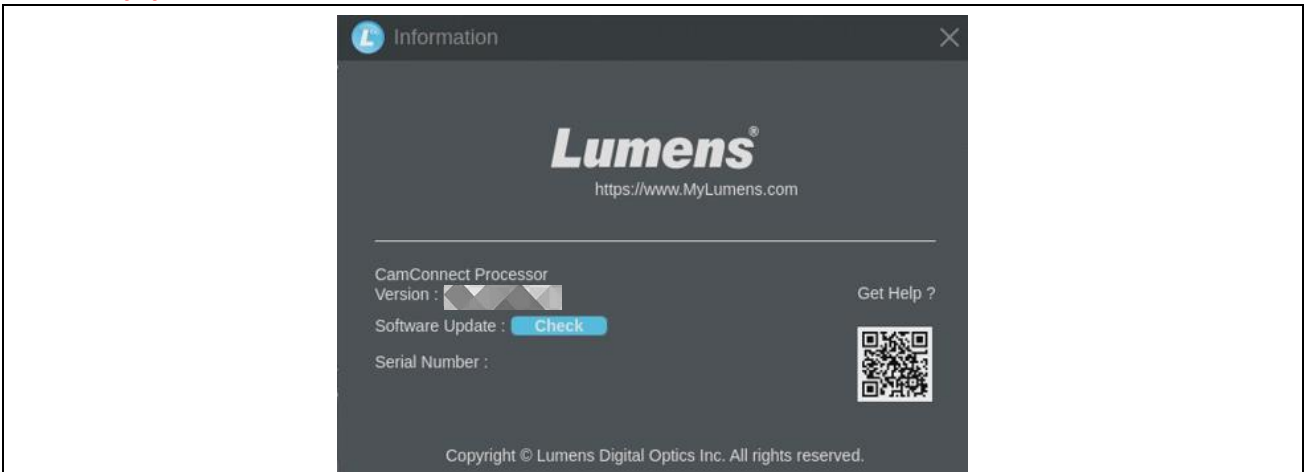 Information
Lumens®
https://www.MyLumens.com
CamConnect Processor
Version :
Get Help ?
Software Update : Check
Serial Number :
Copyright © Lumens Digital Optics Inc. All rights reserved.